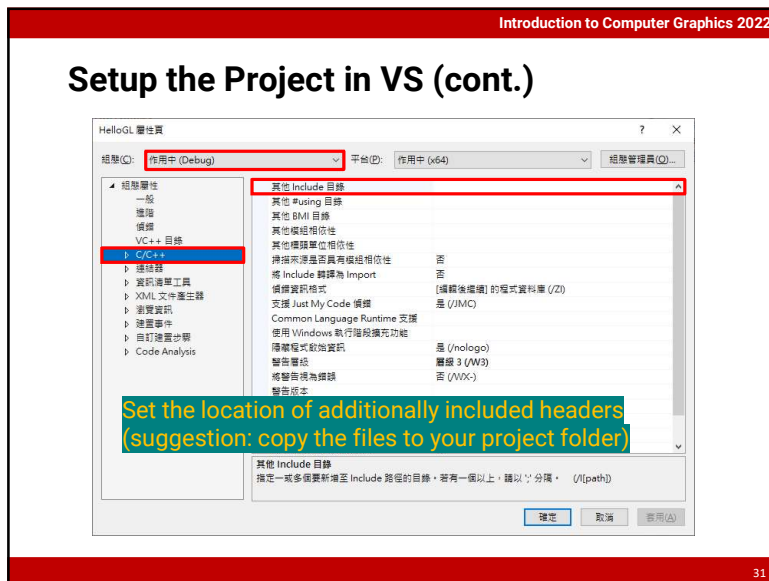 Introduction to Computer Graphics 2022
Setup the Project in VS (cont.)
HelloGL 屬性頁
? ×
組態(C): 作用中 (Debug) 平台(P): 作用中 (x64) 組態管理員(O)...
組態屬性
一般
進階
偵錯
VC++ 目錄
C/C++
連結器
資訊清單工具
XML 文件產生器
瀏覽資訊
建置事件
自訂建置步驟
Code Analysis
其他 Include 目錄
其他 #using 目錄
其他 BMI 目錄
其他模組相依性
其他標頭單位相依性
掃描來源是否具有模組相依性 否
將 Include 轉譯為 Import 否
偵錯資訊格式 [編輯後繼續] 的程式資料庫 (/ZI)
支援 Just My Code 偵錯 是 (/JMC)
Common Language Runtime 支援
使用 Windows 執行階段擴充功能
隱藏程式啟始資訊 是 (/nologo)
警告層級 層級 3 (/W3)
將警告視為錯誤 否 (/WX-)
警告版本
Set the location of additionally included headers
(suggestion: copy the files to your project folder)
其他 Include 目錄
指定一或多個要新增至 Include 路徑的目錄。若有一個以上，請以 ';' 分隔。 (/I[path])
確定 取消 套用(A)
31